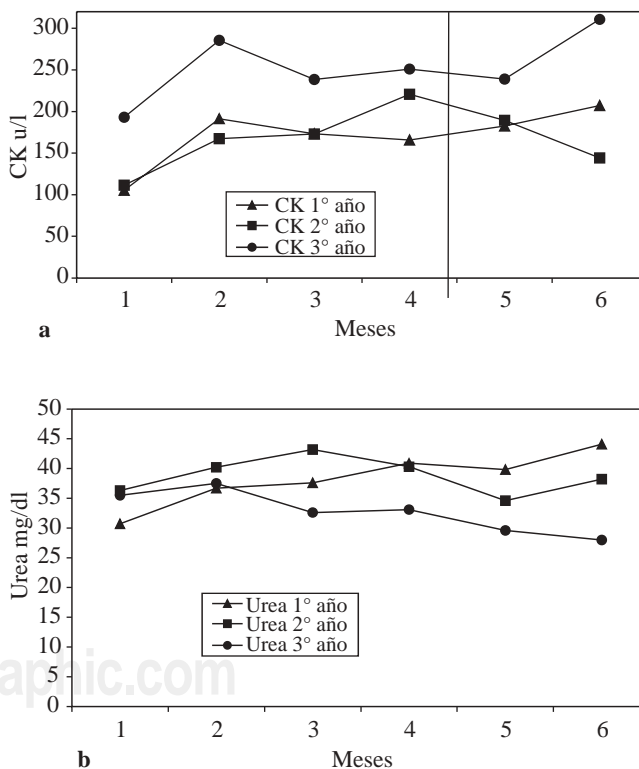 300
250
200
150
100
50
0
CK u/l
CK 1° año
CK 2° año
CK 3° año
1 2 3 4 5 6
a Meses
50
45
40
35
30
25
20
15
10
5
0
Urea mg/dl
Urea 1° año
Urea 2° año
Urea 3° año
aphic.com
1 2 3 4 5 6
b Meses